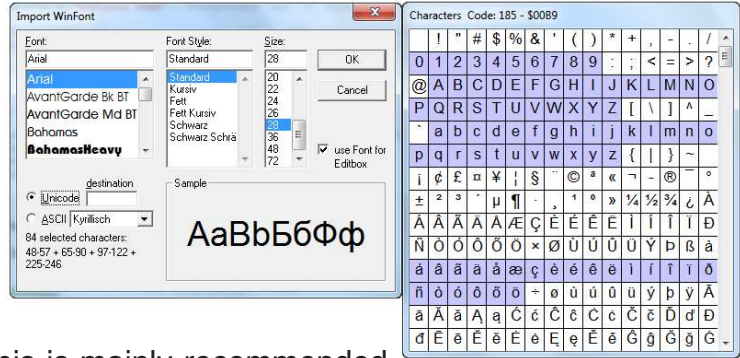 Import WinFont
Font: Font Style: Size:
Arial Standard 28 OK
Arial
AvantGarde Bk BT
AvantGarde Md BT
Bahamas
BahamasHeavy
Standard
Kursiv
Fett
Fett Kursiv
Schwarz
Schwarz Schrä
20
22
24
26
28
36
48
72
Cancel
use Font for
Editbox
destination
Unicode
ASCII Kyrillisch
84 selected characters:
48-57 + 65-90 + 97-122 +
225-246
Sample
АаВbБбФф
Characters Code: 185 - $00B9
! " # $ % & ' ( ) * + , - . /
0 1 2 3 4 5 6 7 8 9 : ; < = > ?
@ A B C D E F G H I J K L M N O
P Q R S T U V W X Y Z [ \ ] ^ _
` a b c d e f g h i j k l m n o
p q r s t u v w x y z { | } ~
¡ ¢ £ ¤ ¥ ¦ § ¨ © ª « ¬ - ® ¯ °
± ² ³ ´ µ ¶ · ¸ ¹ º » ¼ ½ ¾ ¿ À
Á Â Ã Ä Å Æ Ç È É Ê Ë Ì Í Î Ï Ð
Ñ Ò Ó Ô Õ Ö × Ø Ù Ú Û Ü Ý Þ ß à
á â ã ä å æ ç è é ê ë ì í î ï ð
ñ ò ó ô õ ö ÷ ø ù ú û ü ý þ ÿ Ā
ā Ă ă Ą ą Ć ć Ĉ ĉ Ċ ċ Č č Ď ď Đ
đ Ē ē Ĕ ĕ Ė ė Ę ę Ě ě Ĝ ĝ Ğ ğ Ġ
is mainly recommended